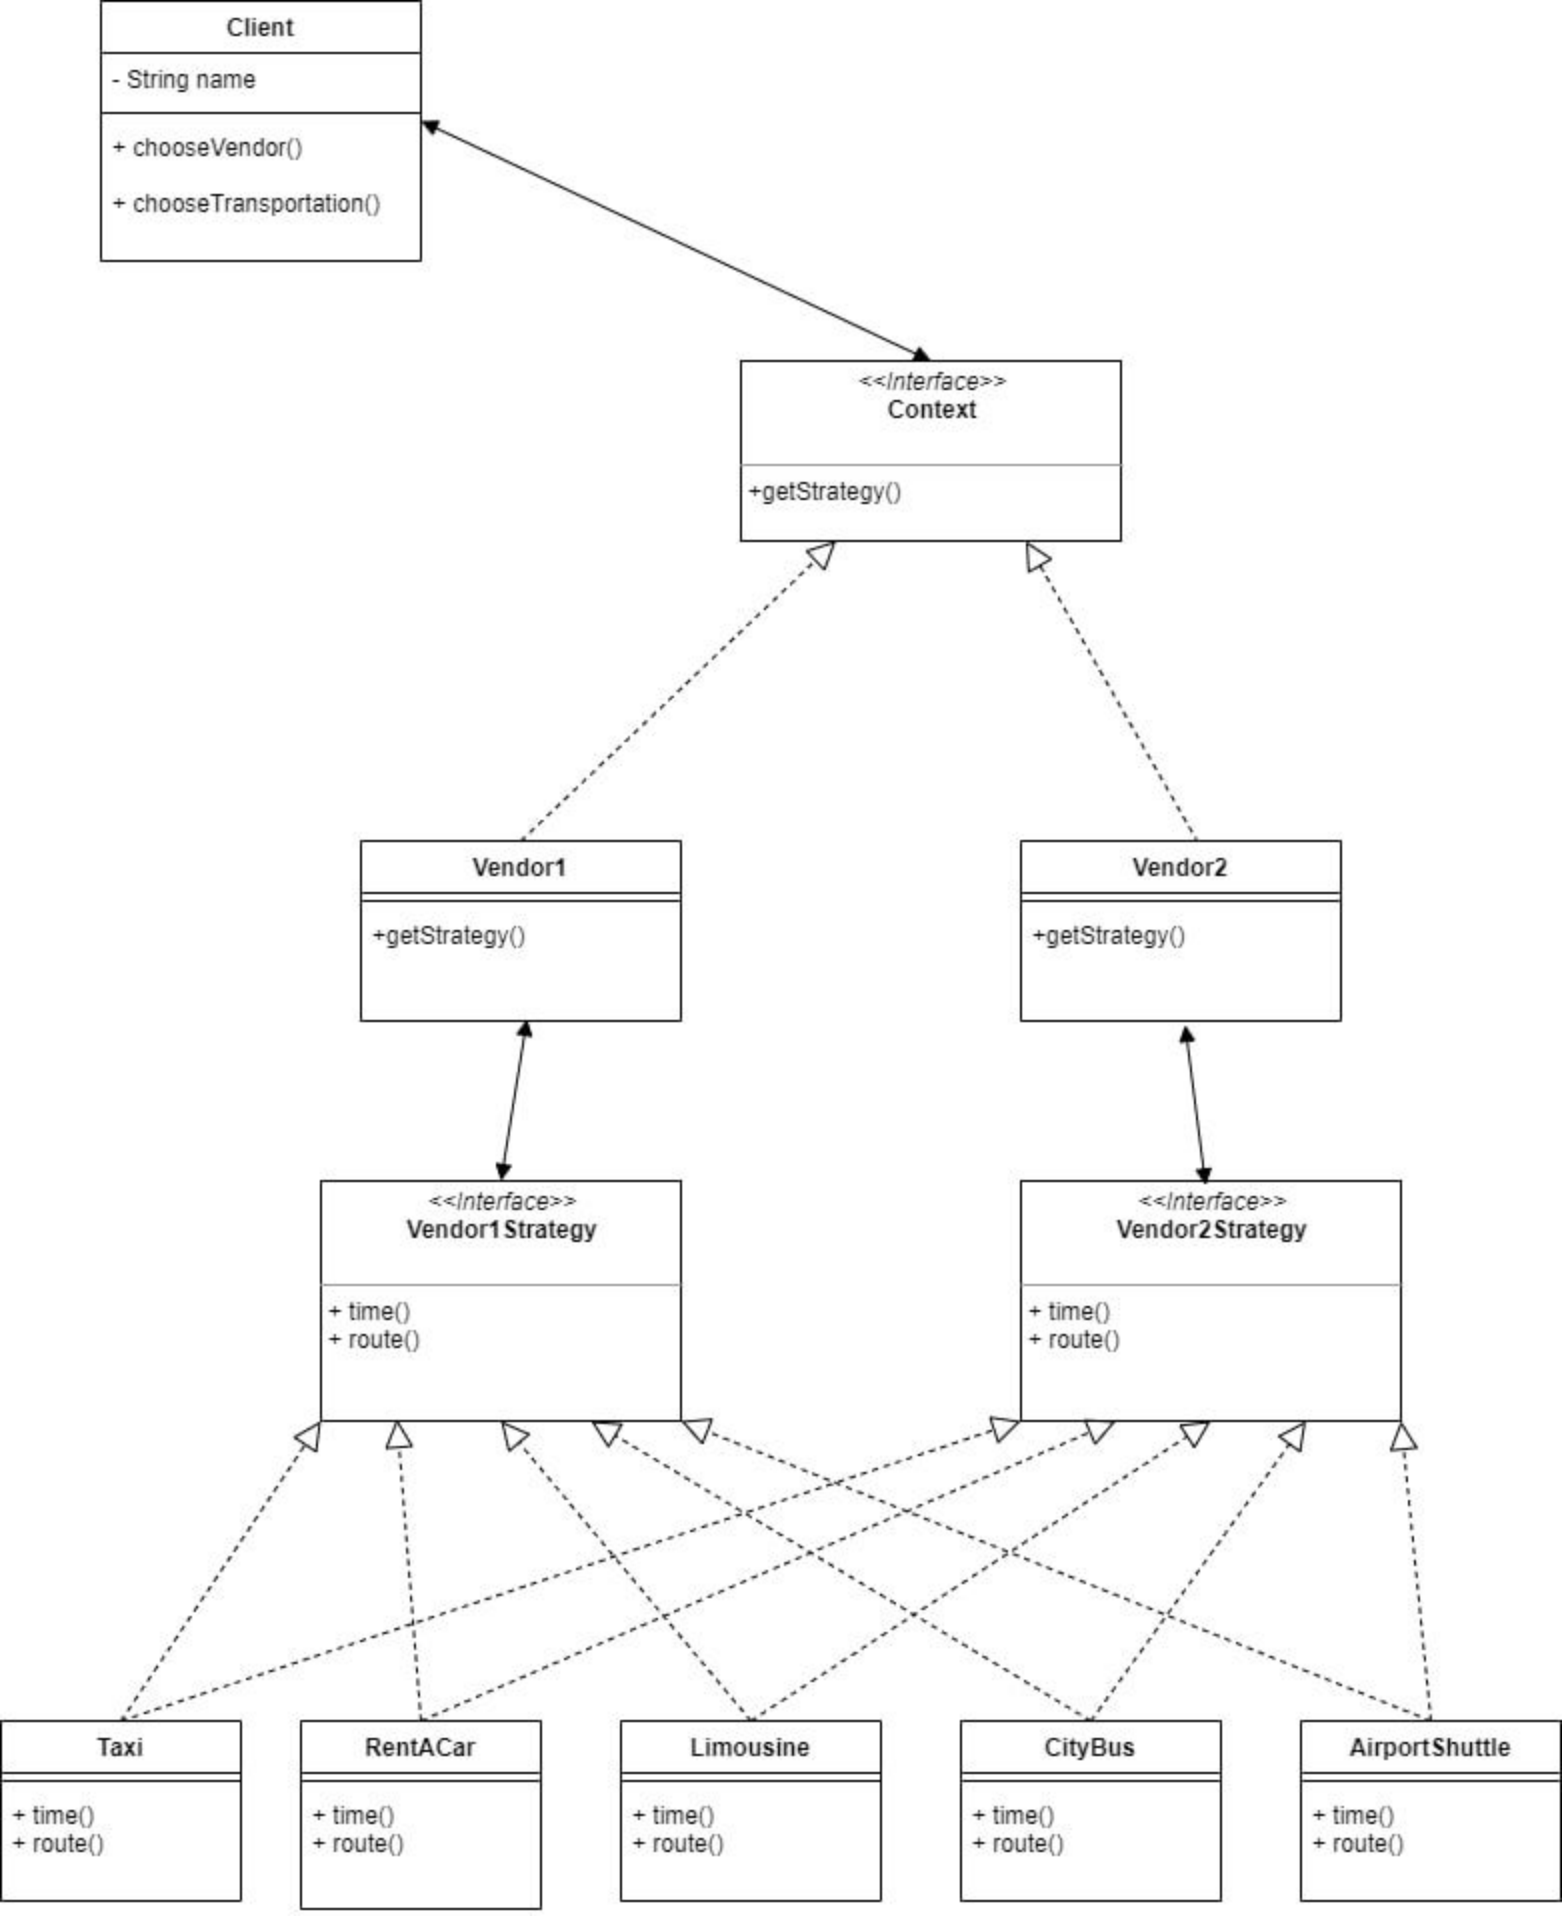 Client
- String name
+ chooseVendor()
+ chooseTransportation()
<<Interface>>
Context
+getStrategy()
Vendor1
+getStrategy()
Vendor2
+getStrategy()
<<Interface>>
Vendor1Strategy
+ time()
+ route()
<<Interface>>
Vendor2Strategy
+ time()
+ route()
Taxi
+ time()
+ route()
RentACar
+ time()
+ route()
Limousine
+ time()
+ route()
CityBus
+ time()
+ route()
AirportShuttle
+ time()
+ route()